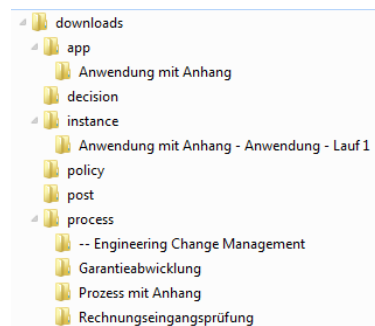 downloads
app
Anwendung mit Anhang
decision
instance
Anwendung mit Anhang - Anwendung - Lauf 1
policy
post
process
-- Engineering Change Management
Garantieabwicklung
Prozess mit Anhang
Rechnungseingangsprüfung